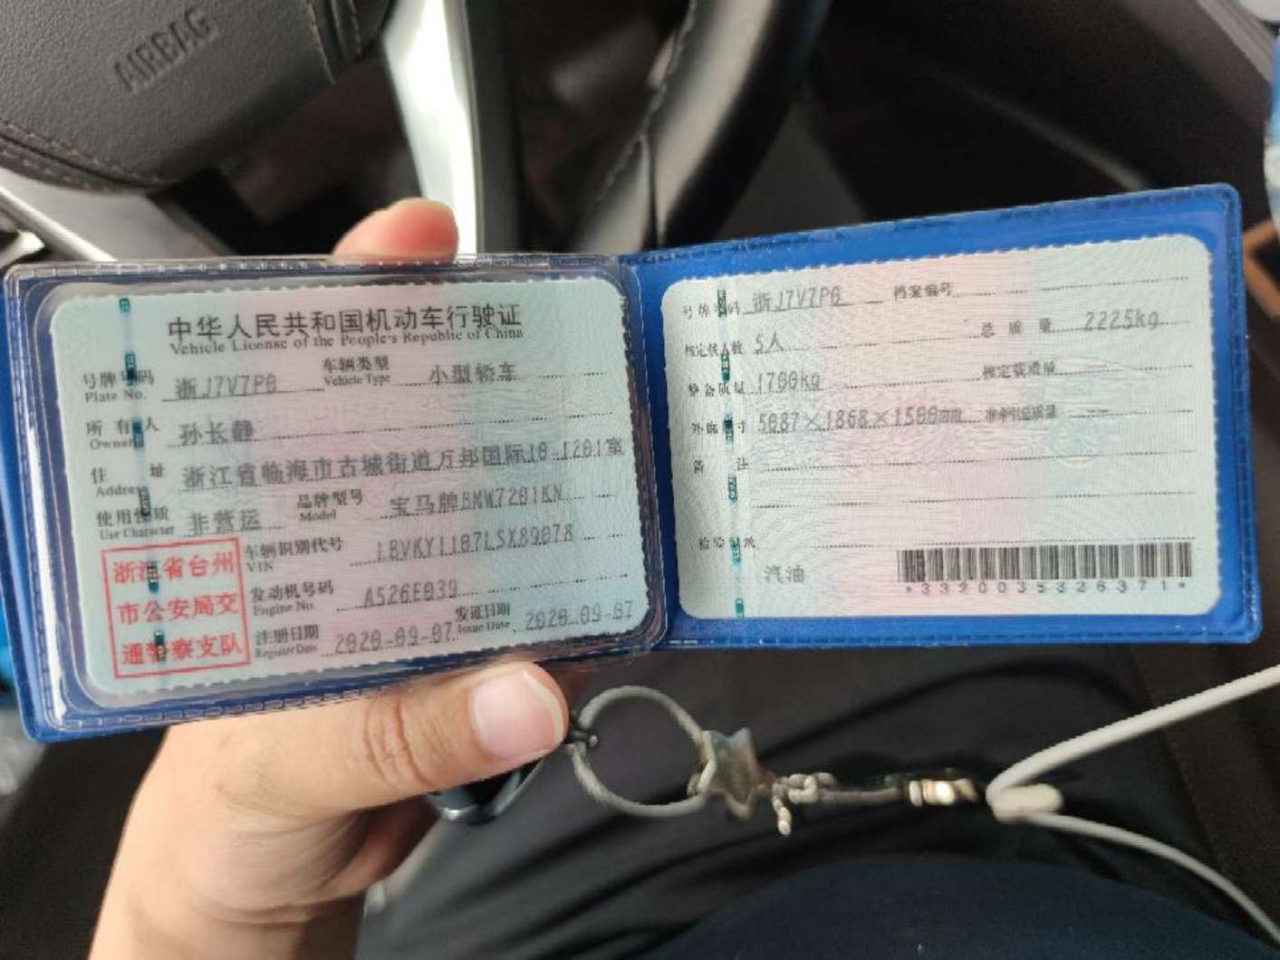 AIRBAG
中华人民共和国机动车行驶证
Vehicle License of the People's Republic of China
号牌号码 浙J7V7P0 车辆类型 小型轿车
Plate No. Vehicle Type
所有人 孙长静
Owner
住址 浙江省临海市古城街道万邦国际10-1201室
Address
使用性质 非营运 品牌型号 宝马牌BMW7201KN
Use Character Model
浙江省台州
市公安局交
通警察支队
车辆识别代号 LBVKY1107LSX89078
VIN
发动机号码 A526E039
Engine No.
注册日期 2020-09-07 发证日期 2020-09-07
Register Date Issue Date
号牌号码 浙J7V7P0 档案编号
核定载人数 5人 总质量 2225kg
整备质量 1700kg 核定载质量
外廓尺寸 5087×1868×1500mm 准牵引总质量
备注
检验记录
汽油
*3320035326371*